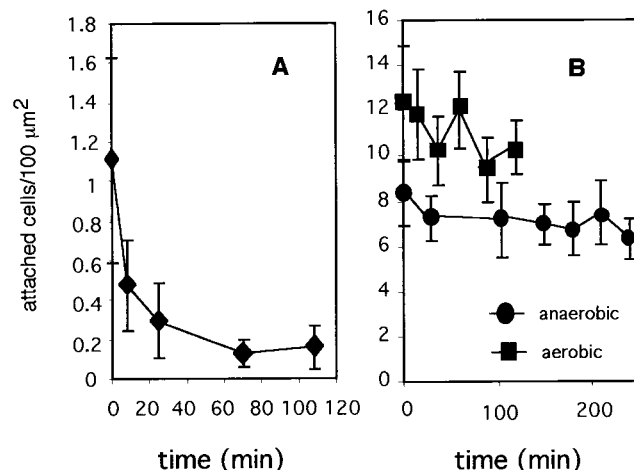 1.8
1.6
1.4
1.2
1
0.8
0.6
0.4
0.2
0
0 20 40 60 80 100 120
time (min)
attached cells/100 µm2
A
16
14
12
10
8
6
4
2
0
0 100 200
time (min)
B
anaerobic
aerobic